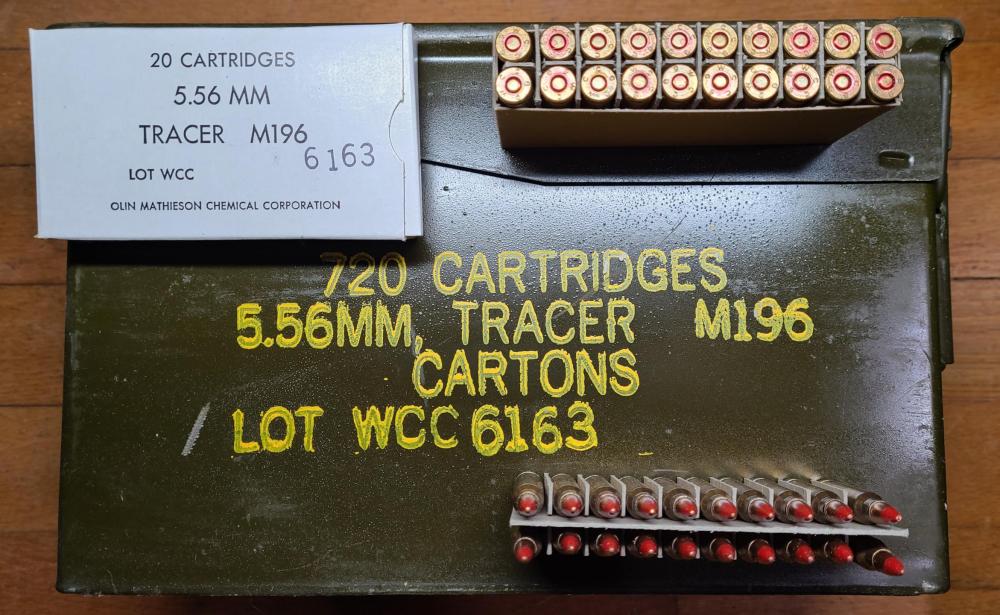 20 CARTRIDGES
5.56 MM
TRACER M196
6163
LOT WCC
OLIN MATHIESON CHEMICAL CORPORATION
720 CARTRIDGES
5.56MM, TRACER M196
CARTONS
LOT WCC 6163